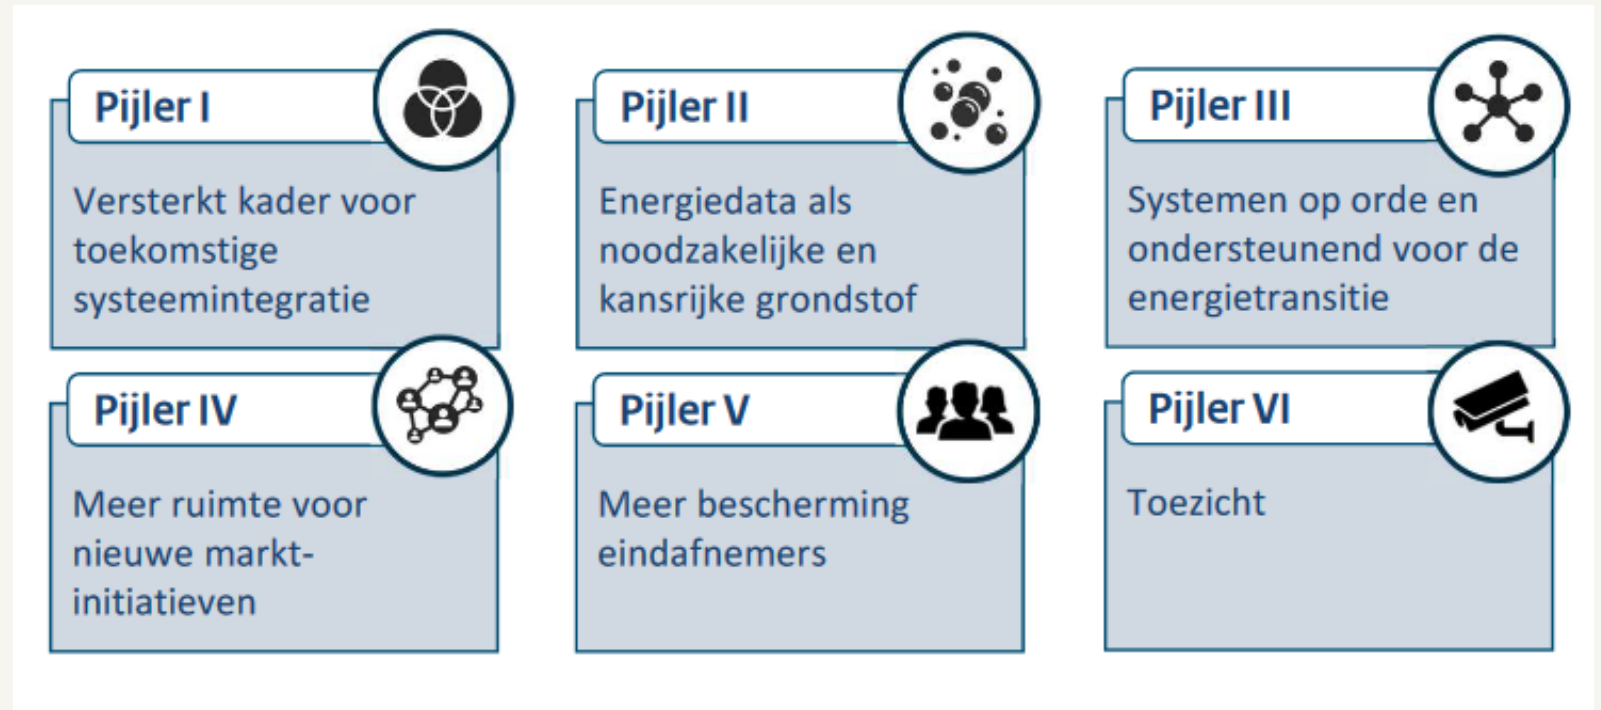 Pijler I
Versterkt kader voor
toekomstige
systeemintegratie
Pijler II
Energiedata als
noodzakelijke en
kansrijke grondstof
Pijler III
Systemen op orde en
ondersteunend voor de
energietransitie
Pijler IV
Meer ruimte voor
nieuwe markt-
initiatieven
Pijler V
Meer bescherming
eindafnemers
Pijler VI
Toezicht